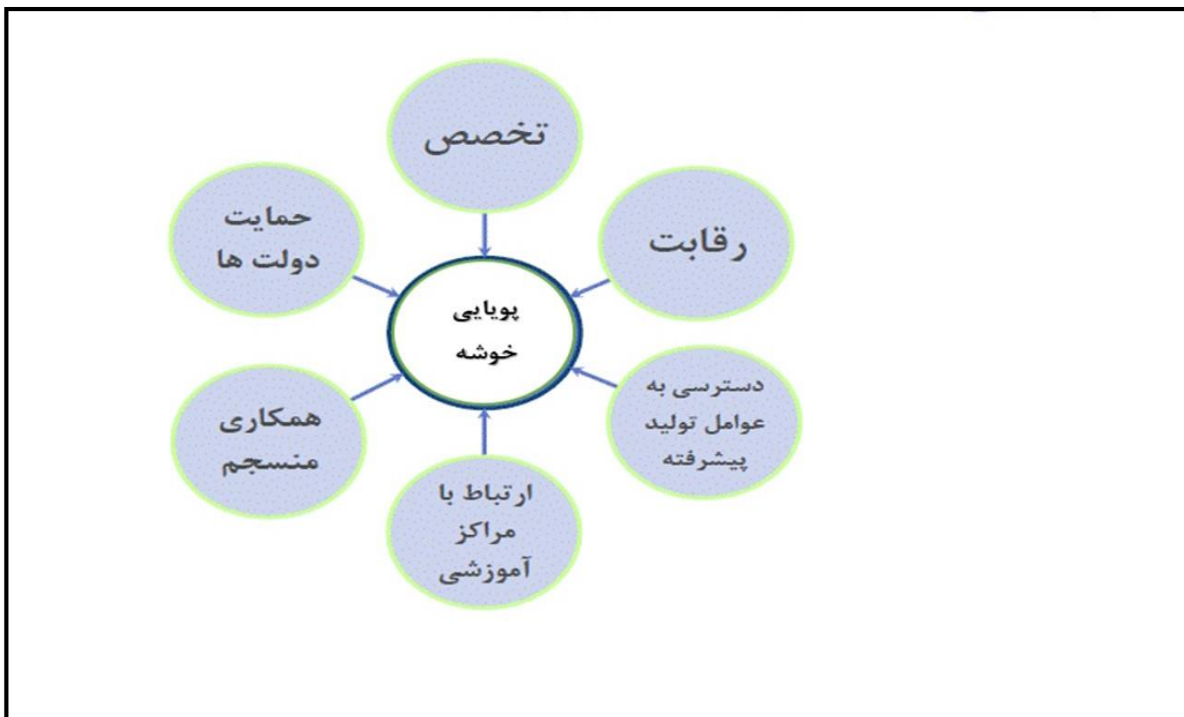 تخصص
رقابت
حمایت
دولت ها
پویایی
خوشه
دسترسی به
عوامل تولید
پیشرفته
همکاری
منسجم
ارتباط با
مراکز
آموزشی